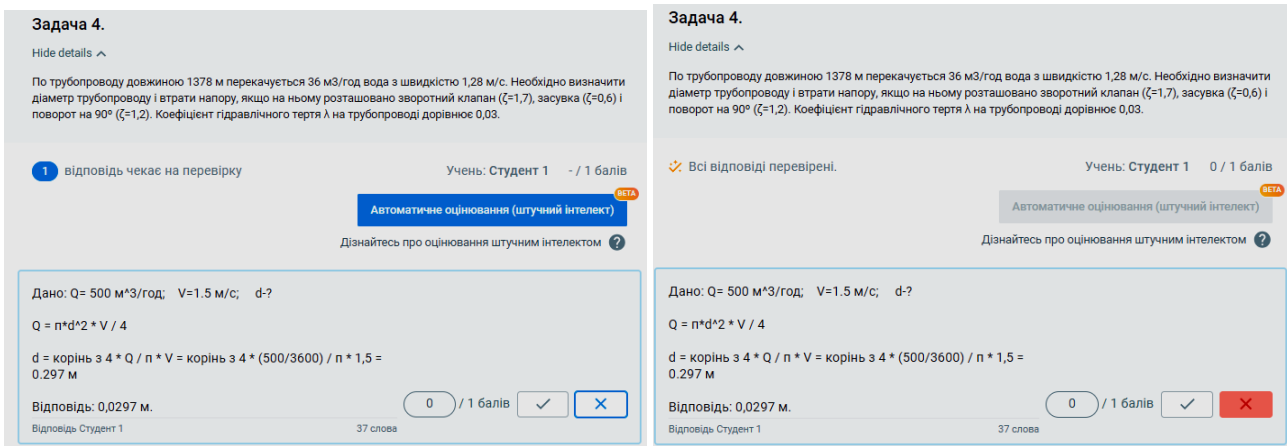 Задача 4.
Hide details
По трубопроводу довжиною 1378 м перекачується 36 м3/год вода з швидкістю 1,28 м/с. Необхідно визначити
діаметр трубопроводу і втрати напору, якщо на ньому розташовано зворотний клапан (ζ=1,7), засувка (ζ=0,6) і
поворот на 90º (ζ=1,2). Коефіцієнт гідравлічного тертя λ на трубопроводі дорівнює 0,03.
1 відповідь чекає на перевірку
Учень: Студент 1 - / 1 балів
BETA
Автоматичне оцінювання (штучний інтелект)
Дізнайтесь про оцінювання штучним інтелектом ?
Дано: Q= 500 м^3/год; V=1.5 м/с; d-?
Q = п*d^2 * V / 4
d = корінь з 4 * Q / п * V = корінь з 4 * (500/3600) / п * 1,5 =
0.297 м
Відповідь: 0,0297 м.
0 / 1 балів
Відповідь Студент 1
37 слова
Задача 4.
Hide details
По трубопроводу довжиною 1378 м перекачується 36 м3/год вода з швидкістю 1,28 м/с. Необхідно визначити
діаметр трубопроводу і втрати напору, якщо на ньому розташовано зворотний клапан (ζ=1,7), засувка (ζ=0,6) і
поворот на 90º (ζ=1,2). Коефіцієнт гідравлічного тертя λ на трубопроводі дорівнює 0,03.
Всі відповіді перевірені.
Учень: Студент 1 0 / 1 балів
BETA
Автоматичне оцінювання (штучний інтелект)
Дізнайтесь про оцінювання штучним інтелектом ?
Дано: Q= 500 м^3/год; V=1.5 м/с; d-?
Q = п*d^2 * V / 4
d = корінь з 4 * Q / п * V = корінь з 4 * (500/3600) / п * 1,5 =
0.297 м
Відповідь: 0,0297 м.
0 / 1 балів
Відповідь Студент 1
37 слова